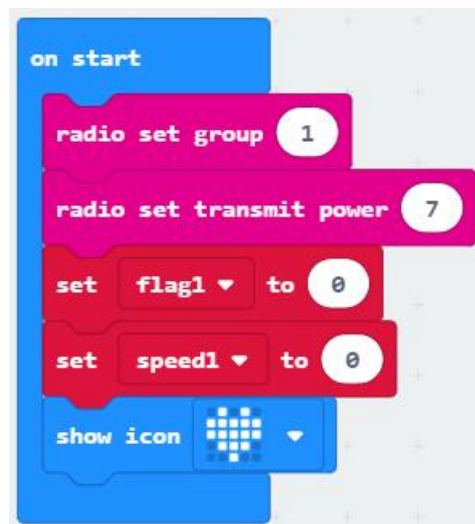 on start
radio set group 1
radio set transmit power 7
set flag1 to 0
set speed1 to 0
show icon